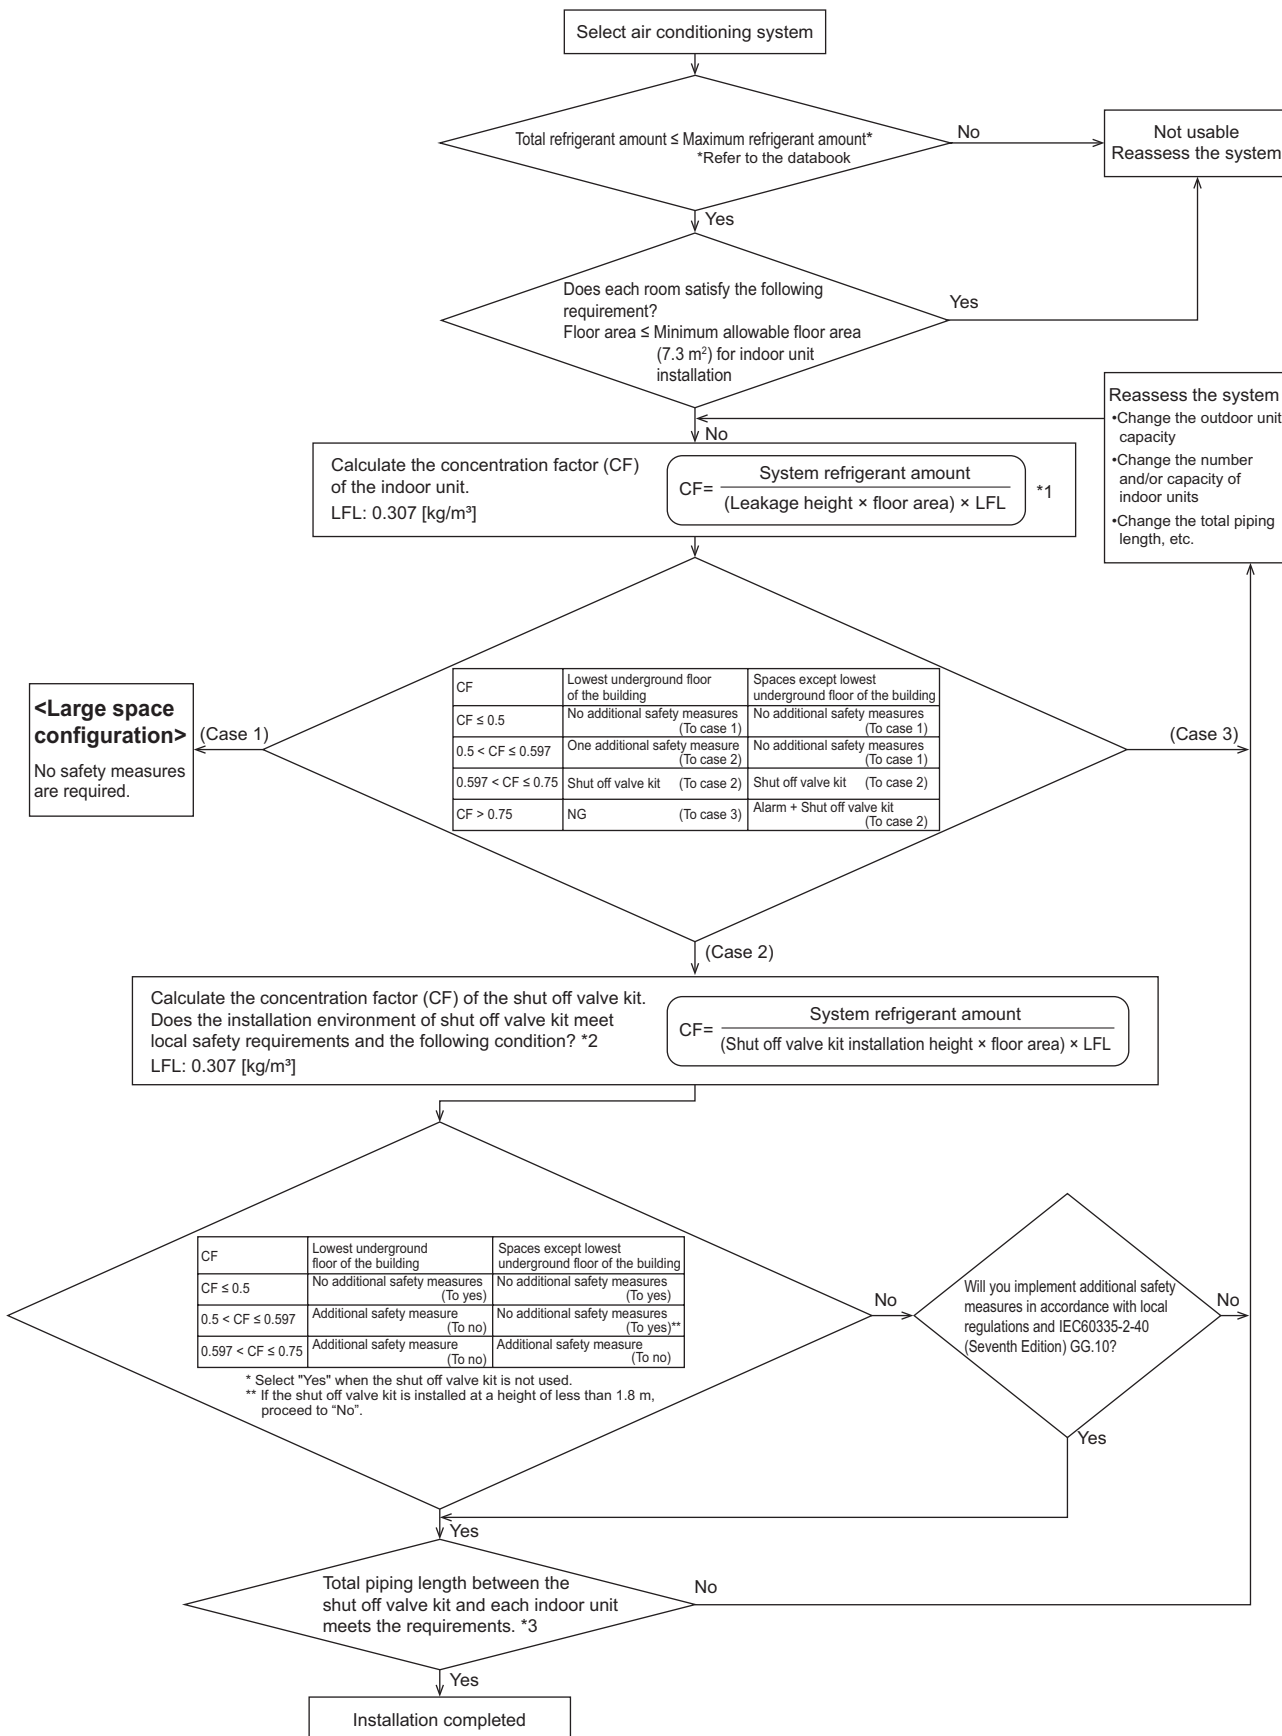 Select air conditioning system
Total refrigerant amount ≤ Maximum refrigerant amount*
*Refer to the databook
No
Not usable
Reassess the system
Yes
Does each room satisfy the following
requirement?
Floor area ≤ Minimum allowable floor area
(7.3 m²) for indoor unit
installation
Yes
No
Reassess the system
•Change the outdoor unit
capacity
•Change the number
and/or capacity of
indoor units
•Change the total piping
length, etc.
Calculate the concentration factor (CF)
of the indoor unit.
LFL: 0.307 [kg/m³]
CF=
System refrigerant amount
(Leakage height × floor area) × LFL
*1
CF
Lowest underground floor
of the building
Spaces except lowest
underground floor of the building
CF ≤ 0.5
No additional safety measures
(To case 1)
No additional safety measures
(To case 1)
0.5 < CF ≤ 0.597
One additional safety measure
(To case 2)
No additional safety measures
(To case 1)
0.597 < CF ≤ 0.75
Shut off valve kit (To case 2)
Shut off valve kit (To case 2)
CF > 0.75
NG (To case 3)
Alarm + Shut off valve kit
(To case 2)
(Case 1)
<Large space
configuration>
No safety measures
are required.
(Case 3)
(Case 2)
Calculate the concentration factor (CF) of the shut off valve kit.
Does the installation environment of shut off valve kit meet
local safety requirements and the following condition? *2
LFL: 0.307 [kg/m³]
CF=
System refrigerant amount
(Shut off valve kit installation height × floor area) × LFL
CF
Lowest underground
floor of the building
Spaces except lowest
underground floor of the building
CF ≤ 0.5
No additional safety measures
(To yes)
No additional safety measures
(To yes)
0.5 < CF ≤ 0.597
Additional safety measure
(To no)
No additional safety measures
(To yes)**
0.597 < CF ≤ 0.75
Additional safety measure
(To no)
Additional safety measure
(To no)
* Select "Yes" when the shut off valve kit is not used.
** If the shut off valve kit is installed at a height of less than 1.8 m,
proceed to “No”.
No
Will you implement additional safety
measures in accordance with local
regulations and IEC60335-2-40
(Seventh Edition) GG.10?
No
Yes
Yes
Total piping length between the
shut off valve kit and each indoor unit
meets the requirements. *3
No
Yes
Installation completed